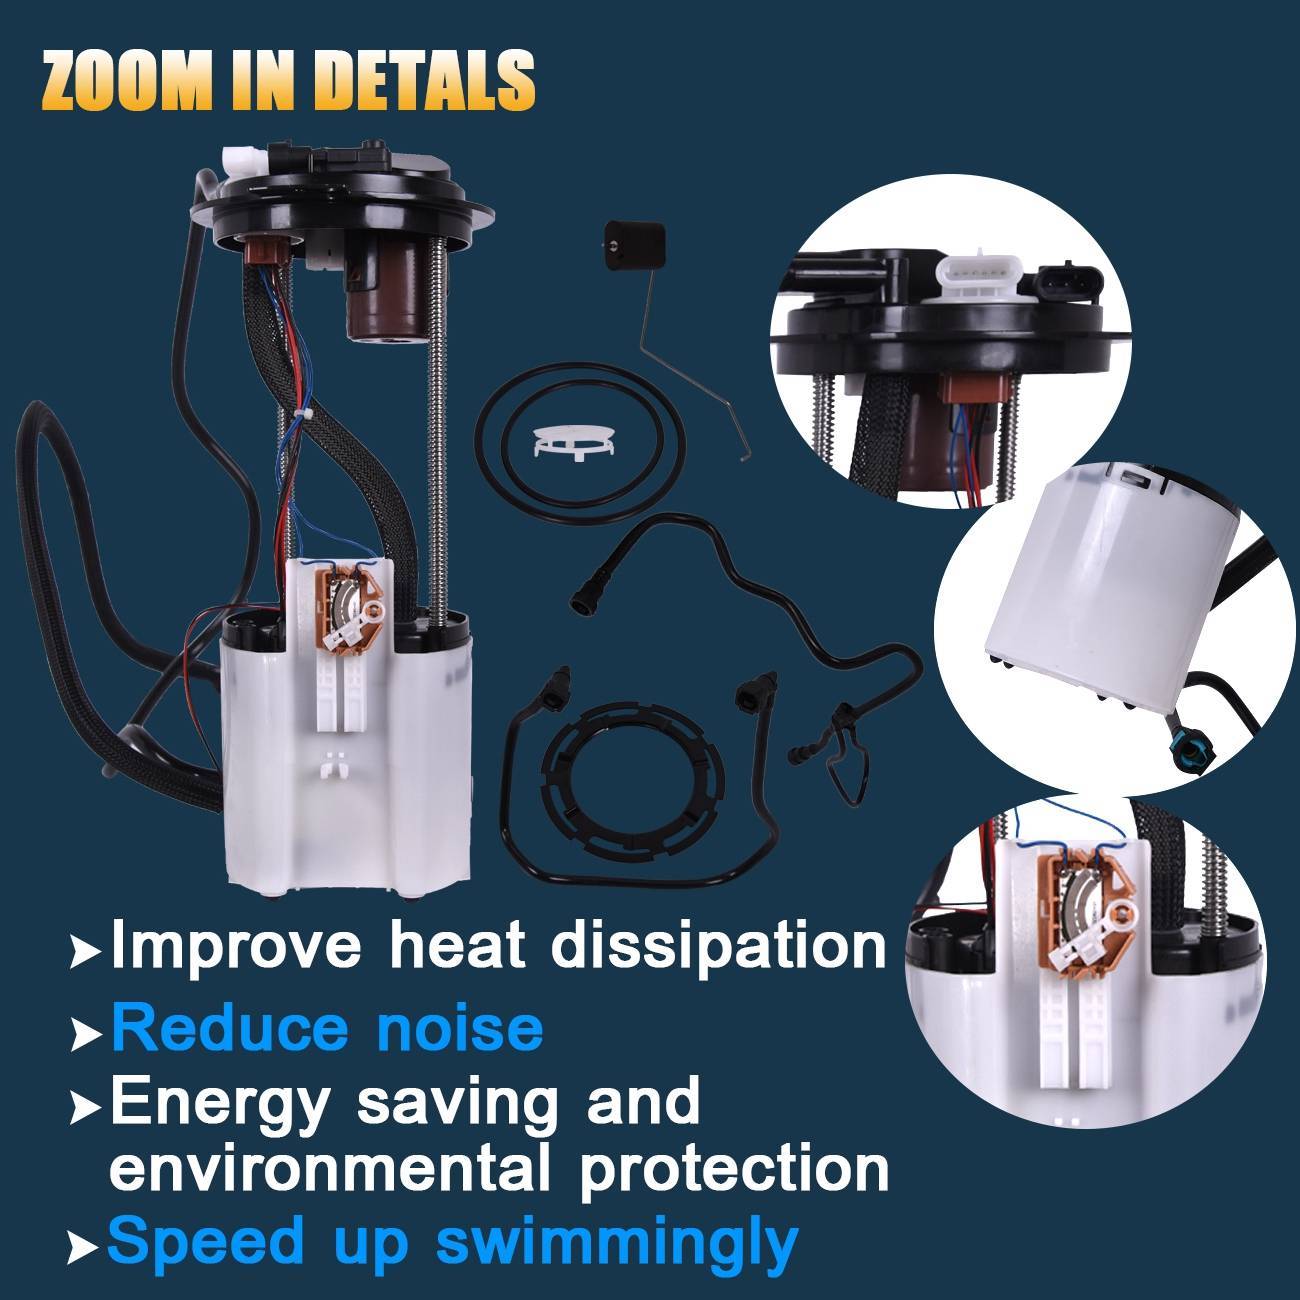 ZOOM IN DETALS
Improve heat dissipation
Reduce noise
Energy saving and
environmental protection
Speed up swimmingly